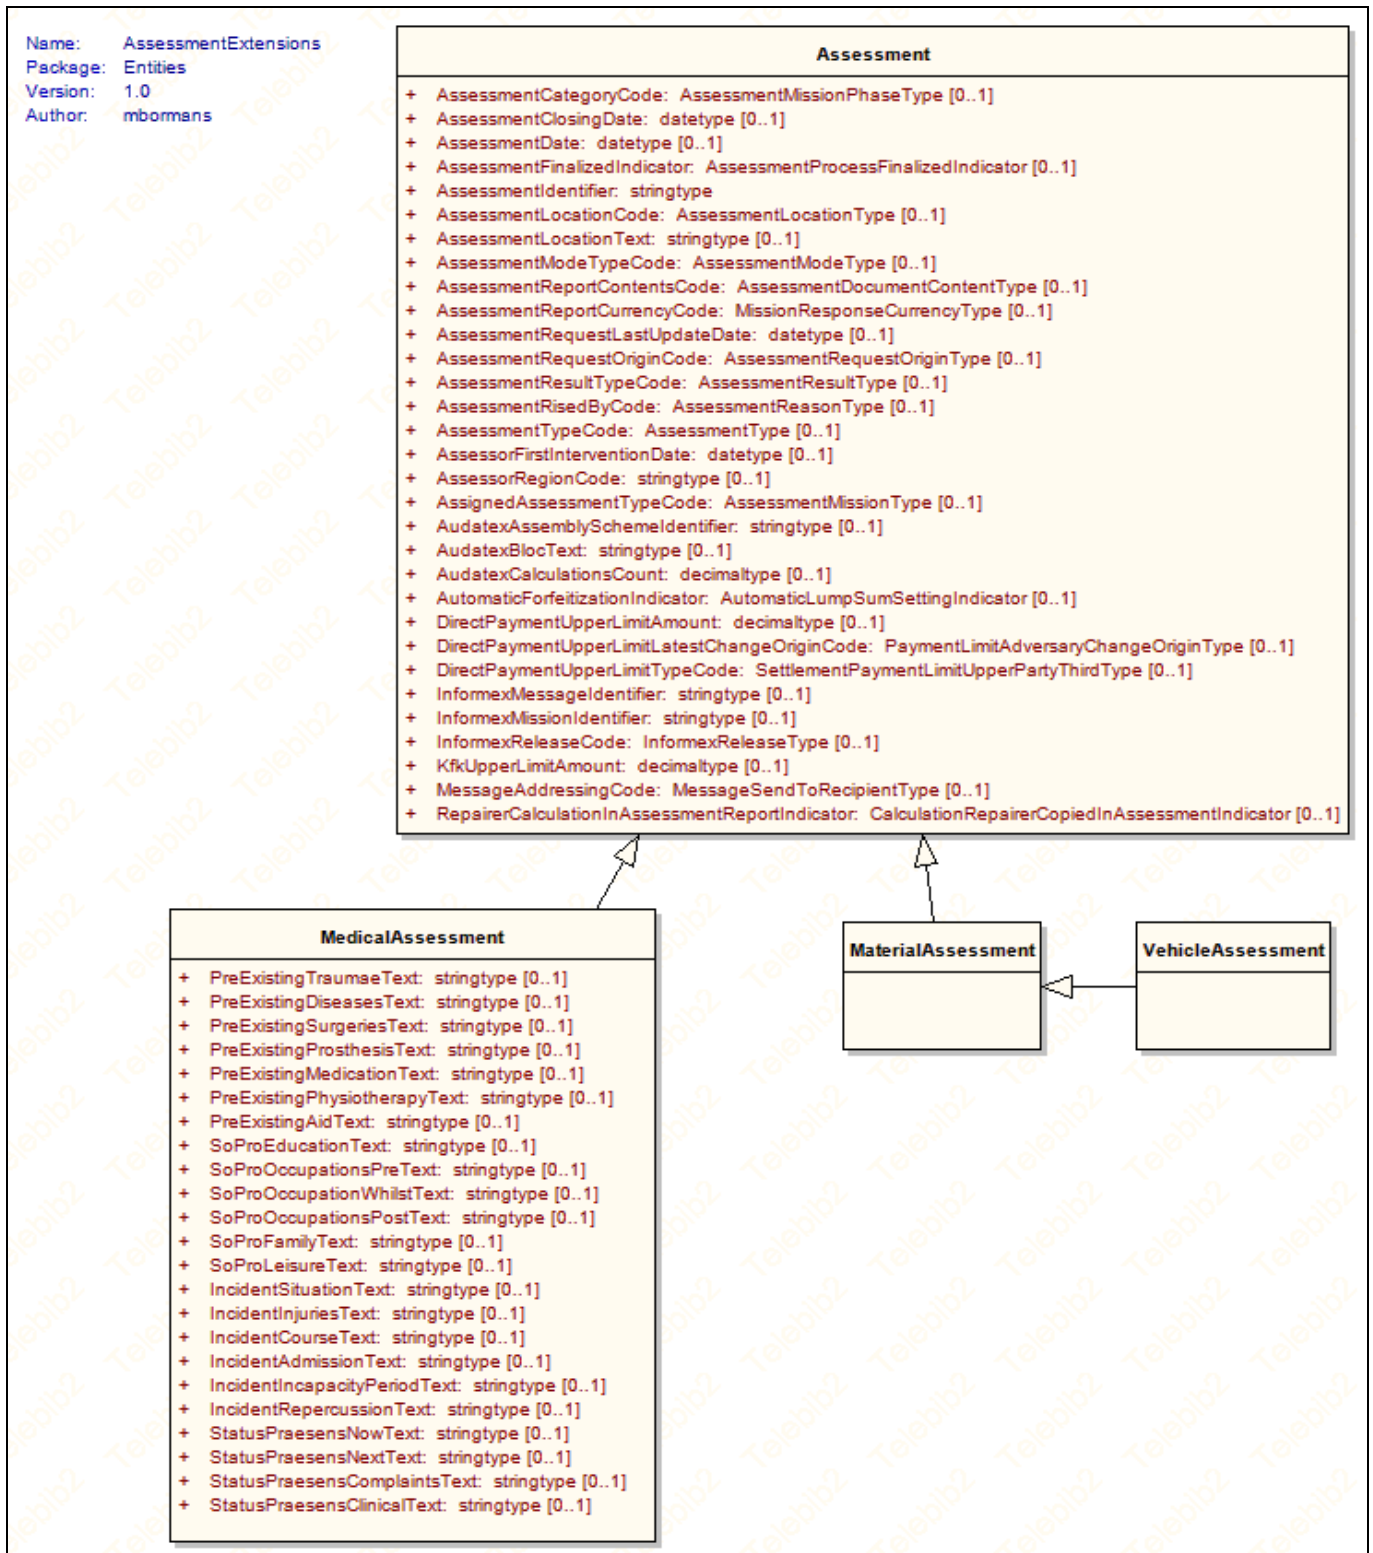 Name: AssessmentExtensions
Package: Entities
Version: 1.0
Author: mbormans
Assessment
+ AssessmentCategoryCode: AssessmentMissionPhaseType [0..1]
+ AssessmentClosingDate: datetype [0..1]
+ AssessmentDate: datetype [0..1]
+ AssessmentFinalizedIndicator: AssessmentProcessFinalizedIndicator [0..1]
+ AssessmentIdentifier: stringtype
+ AssessmentLocationCode: AssessmentLocationType [0..1]
+ AssessmentLocationText: stringtype [0..1]
+ AssessmentModeTypeCode: AssessmentModeType [0..1]
+ AssessmentReportContentsCode: AssessmentDocumentContentType [0..1]
+ AssessmentReportCurrencyCode: MissionResponseCurrencyType [0..1]
+ AssessmentRequestLastUpdateDate: datetype [0..1]
+ AssessmentRequestOriginCode: AssessmentRequestOriginType [0..1]
+ AssessmentResultTypeCode: AssessmentResultType [0..1]
+ AssessmentRisedByCode: AssessmentReasonType [0..1]
+ AssessmentTypeCode: AssessmentType [0..1]
+ AssessorFirstInterventionDate: datetype [0..1]
+ AssessorRegionCode: stringtype [0..1]
+ AssignedAssessmentTypeCode: AssessmentMissionType [0..1]
+ AudatexAssemblySchemeIdentifier: stringtype [0..1]
+ AudatexBlocText: stringtype [0..1]
+ AudatexCalculationsCount: decimaltype [0..1]
+ AutomaticForfeitizationIndicator: AutomaticLumpSumSettingIndicator [0..1]
+ DirectPaymentUpperLimitAmount: decimaltype [0..1]
+ DirectPaymentUpperLimitLatestChangeOriginCode: PaymentLimitAdversaryChangeOriginType [0..1]
+ DirectPaymentUpperLimitTypeCode: SettlementPaymentLimitUpperPartyThirdType [0..1]
+ InformexMessageIdentifier: stringtype [0..1]
+ InformexMissionIdentifier: stringtype [0..1]
+ InformexReleaseCode: InformexReleaseType [0..1]
+ KfkUpperLimitAmount: decimaltype [0..1]
+ MessageAddressingCode: MessageSendToRecipientType [0..1]
+ RepairerCalculationInAssessmentReportIndicator: CalculationRepairerCopiedInAssessmentIndicator [0..1]
MedicalAssessment
+ PreExistingTraumaeText: stringtype [0..1]
+ PreExistingDiseasesText: stringtype [0..1]
+ PreExistingSurgeriesText: stringtype [0..1]
+ PreExistingProsthesisText: stringtype [0..1]
+ PreExistingMedicationText: stringtype [0..1]
+ PreExistingPhysiotherapyText: stringtype [0..1]
+ PreExistingAidText: stringtype [0..1]
+ SoProEducationText: stringtype [0..1]
+ SoProOccupationsPreText: stringtype [0..1]
+ SoProOccupationWhilstText: stringtype [0..1]
+ SoProOccupationsPostText: stringtype [0..1]
+ SoProFamilyText: stringtype [0..1]
+ SoProLeisureText: stringtype [0..1]
+ IncidentSituationText: stringtype [0..1]
+ IncidentInjuriesText: stringtype [0..1]
+ IncidentCourseText: stringtype [0..1]
+ IncidentAdmissionText: stringtype [0..1]
+ IncidentIncapacityPeriodText: stringtype [0..1]
+ IncidentRepercussionText: stringtype [0..1]
+ StatusPraesensNowText: stringtype [0..1]
+ StatusPraesensNextText: stringtype [0..1]
+ StatusPraesensComplaintsText: stringtype [0..1]
+ StatusPraesensClinicalText: stringtype [0..1]
MaterialAssessment
VehicleAssessment
Telebib2